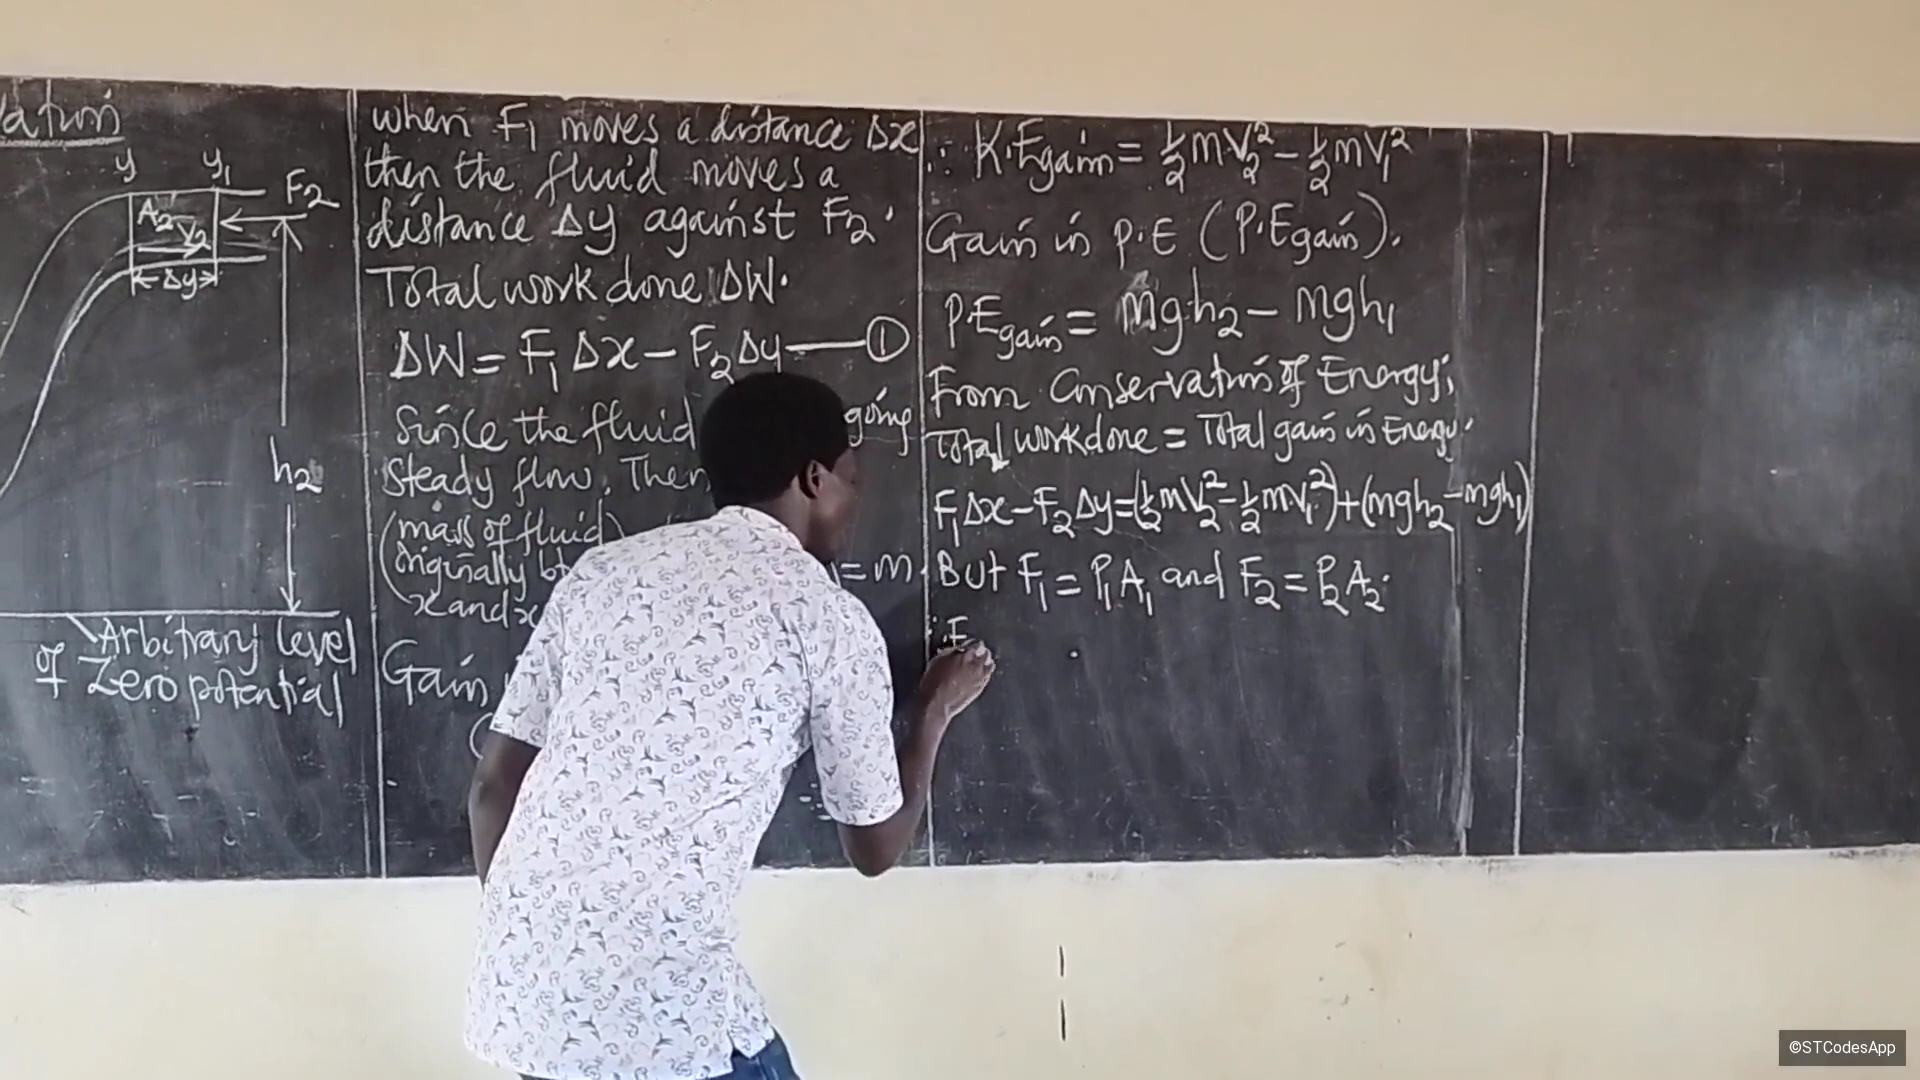 vation
y y₁
F₂
A₂
V₂
Δy
h₂
Arbitrary level
of Zero potential
when F₁ moves a distance Δx
then the fluid moves a
distance Δy against F₂.
Total work done ΔW.
ΔW = F₁Δx − F₂Δy — ①
Since the fluid going
steady flow. Then
(mass of fluid)
originally
x and x
= m.
Gain
∴ K.Egain = ½mV₂² − ½mV₁²
Gain in P.E (P.Egain).
P.Egain = mgh₂ − mgh₁
From Conservation of Energy;
Total workdone = Total gain in Energy.
F₁Δx − F₂Δy = (½mV₂² − ½mV₁²) + (mgh₂ − mgh₁)
But F₁ = P₁A₁ and F₂ = P₂A₂.
∴ F
©STCodesApp